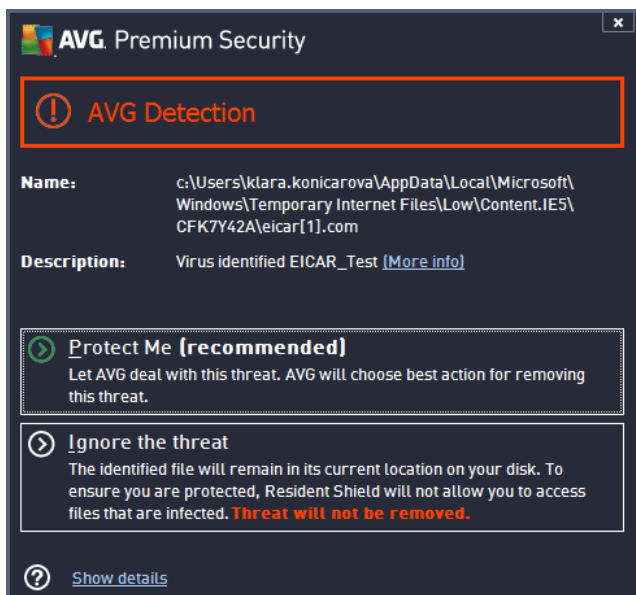 AVG. Premium Security
AVG Detection
Name: c:\Users\klara.konicarova\AppData\Local\Microsoft\
Windows\Temporary Internet Files\Low\Content.IE5\
CFK7Y42A\eicar[1].com
Description: Virus identified EICAR_Test (More info)
Protect Me (recommended)
Let AVG deal with this threat. AVG will choose best action for removing
this threat.
Ignore the threat
The identified file will remain in its current location on your disk. To
ensure you are protected, Resident Shield will not allow you to access
files that are infected. Threat will not be removed.
Show details